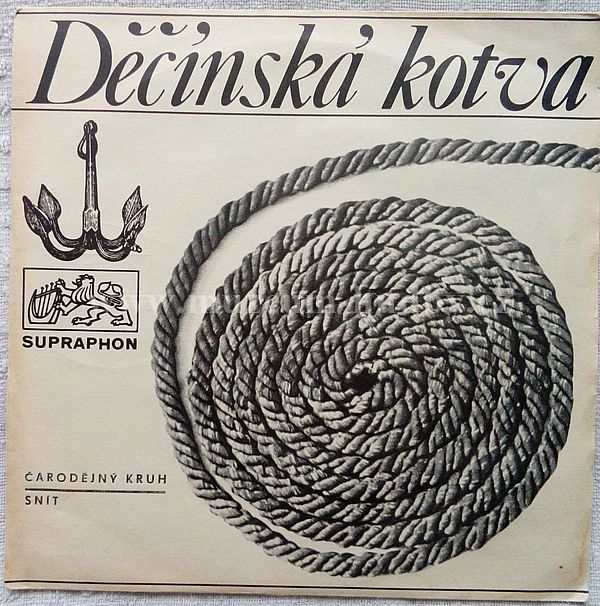 Děčínská kotva
SUPRAPHON
ČARODĚJNÝ KRUH
SNÍT